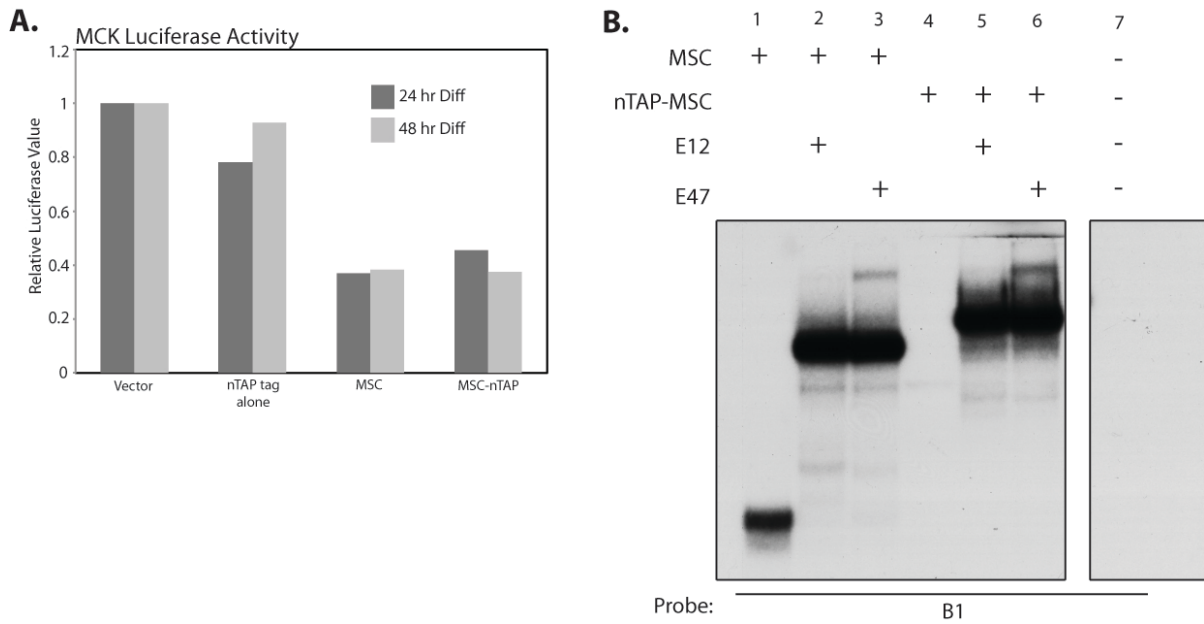 A.
MCK Luciferase Activity
1.2
1
0.8
0.6
0.4
0.2
0
Relative Luciferase Value
24 hr Diff
48 hr Diff
Vector
nTAP tag
alone
MSC
MSC-nTAP
B.
1 2 3 4 5 6 7
MSC + + + -
nTAP-MSC + + + -
E12 + + -
E47 + + -
Probe:
B1